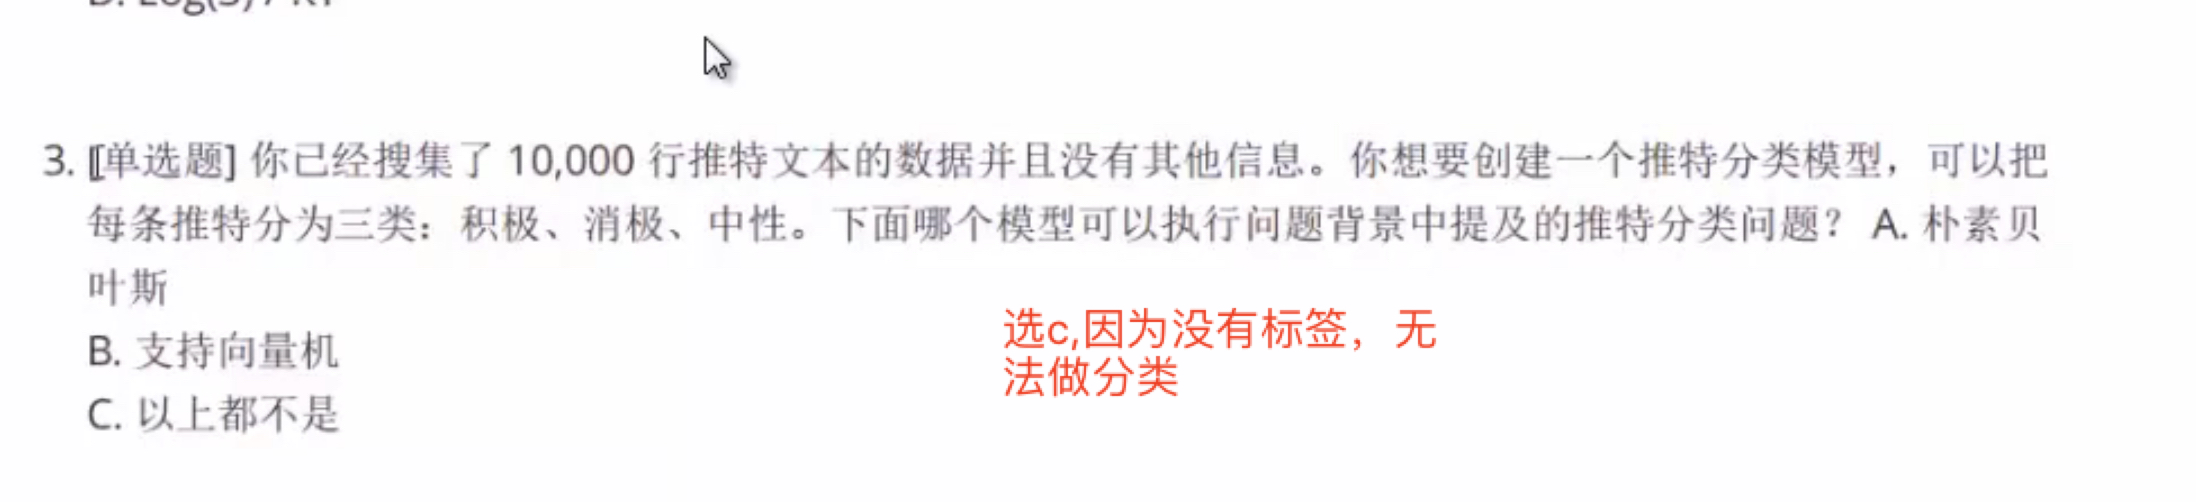 3. [单选题] 你已经搜集了 10,000 行推特文本的数据并且没有其他信息。你想要创建一个推特分类模型，可以把
每条推特分为三类：积极、消极、中性。下面哪个模型可以执行问题背景中提及的推特分类问题？ A. 朴素贝
叶斯
选c,因为没有标签，无
法做分类
B. 支持向量机
C. 以上都不是